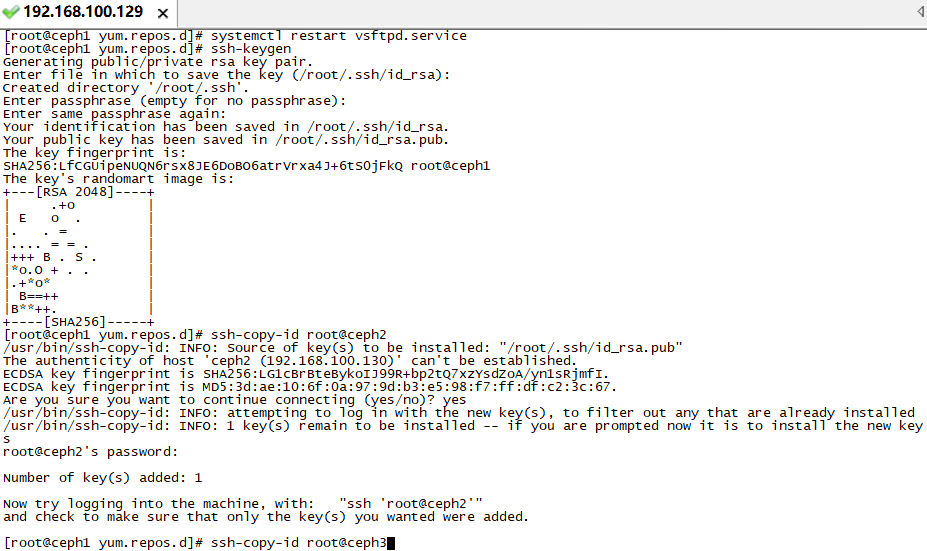 192.168.100.129
[root@ceph1 yum.repos.d]# systemctl restart vsftpd.service
[root@ceph1 yum.repos.d]# ssh-keygen
Generating public/private rsa key pair.
Enter file in which to save the key (/root/.ssh/id_rsa):
Created directory '/root/.ssh'.
Enter passphrase (empty for no passphrase):
Enter same passphrase again:
Your identification has been saved in /root/.ssh/id_rsa.
Your public key has been saved in /root/.ssh/id_rsa.pub.
The key fingerprint is:
SHA256:LfCGUipeNUQN6rsx8JE6DoBO6atrVrxa4J+6tS0jFkQ root@ceph1
The key's randomart image is:
+---[RSA 2048]----+
|     .+o         |
| E   o  .        |
|.   . =          |
|.... = = .       |
|+++ B . S .      |
|*o.O + . .       |
|.+*o*            |
| B==++           |
|B**++.           |
+----[SHA256]-----+
[root@ceph1 yum.repos.d]# ssh-copy-id root@ceph2
/usr/bin/ssh-copy-id: INFO: Source of key(s) to be installed: "/root/.ssh/id_rsa.pub"
The authenticity of host 'ceph2 (192.168.100.130)' can't be established.
ECDSA key fingerprint is SHA256:LG1cBrBteBykoIJ99R+bp2tQ7xzYsdZoA/yn1sRjmfI.
ECDSA key fingerprint is MD5:3d:ae:10:6f:0a:97:9d:b3:e5:98:f7:ff:df:c2:3c:67.
Are you sure you want to continue connecting (yes/no)? yes
/usr/bin/ssh-copy-id: INFO: attempting to log in with the new key(s), to filter out any that are already installed
/usr/bin/ssh-copy-id: INFO: 1 key(s) remain to be installed -- if you are prompted now it is to install the new key
s
root@ceph2's password:
Number of key(s) added: 1
Now try logging into the machine, with:   "ssh 'root@ceph2'"
and check to make sure that only the key(s) you wanted were added.
[root@ceph1 yum.repos.d]# ssh-copy-id root@ceph3